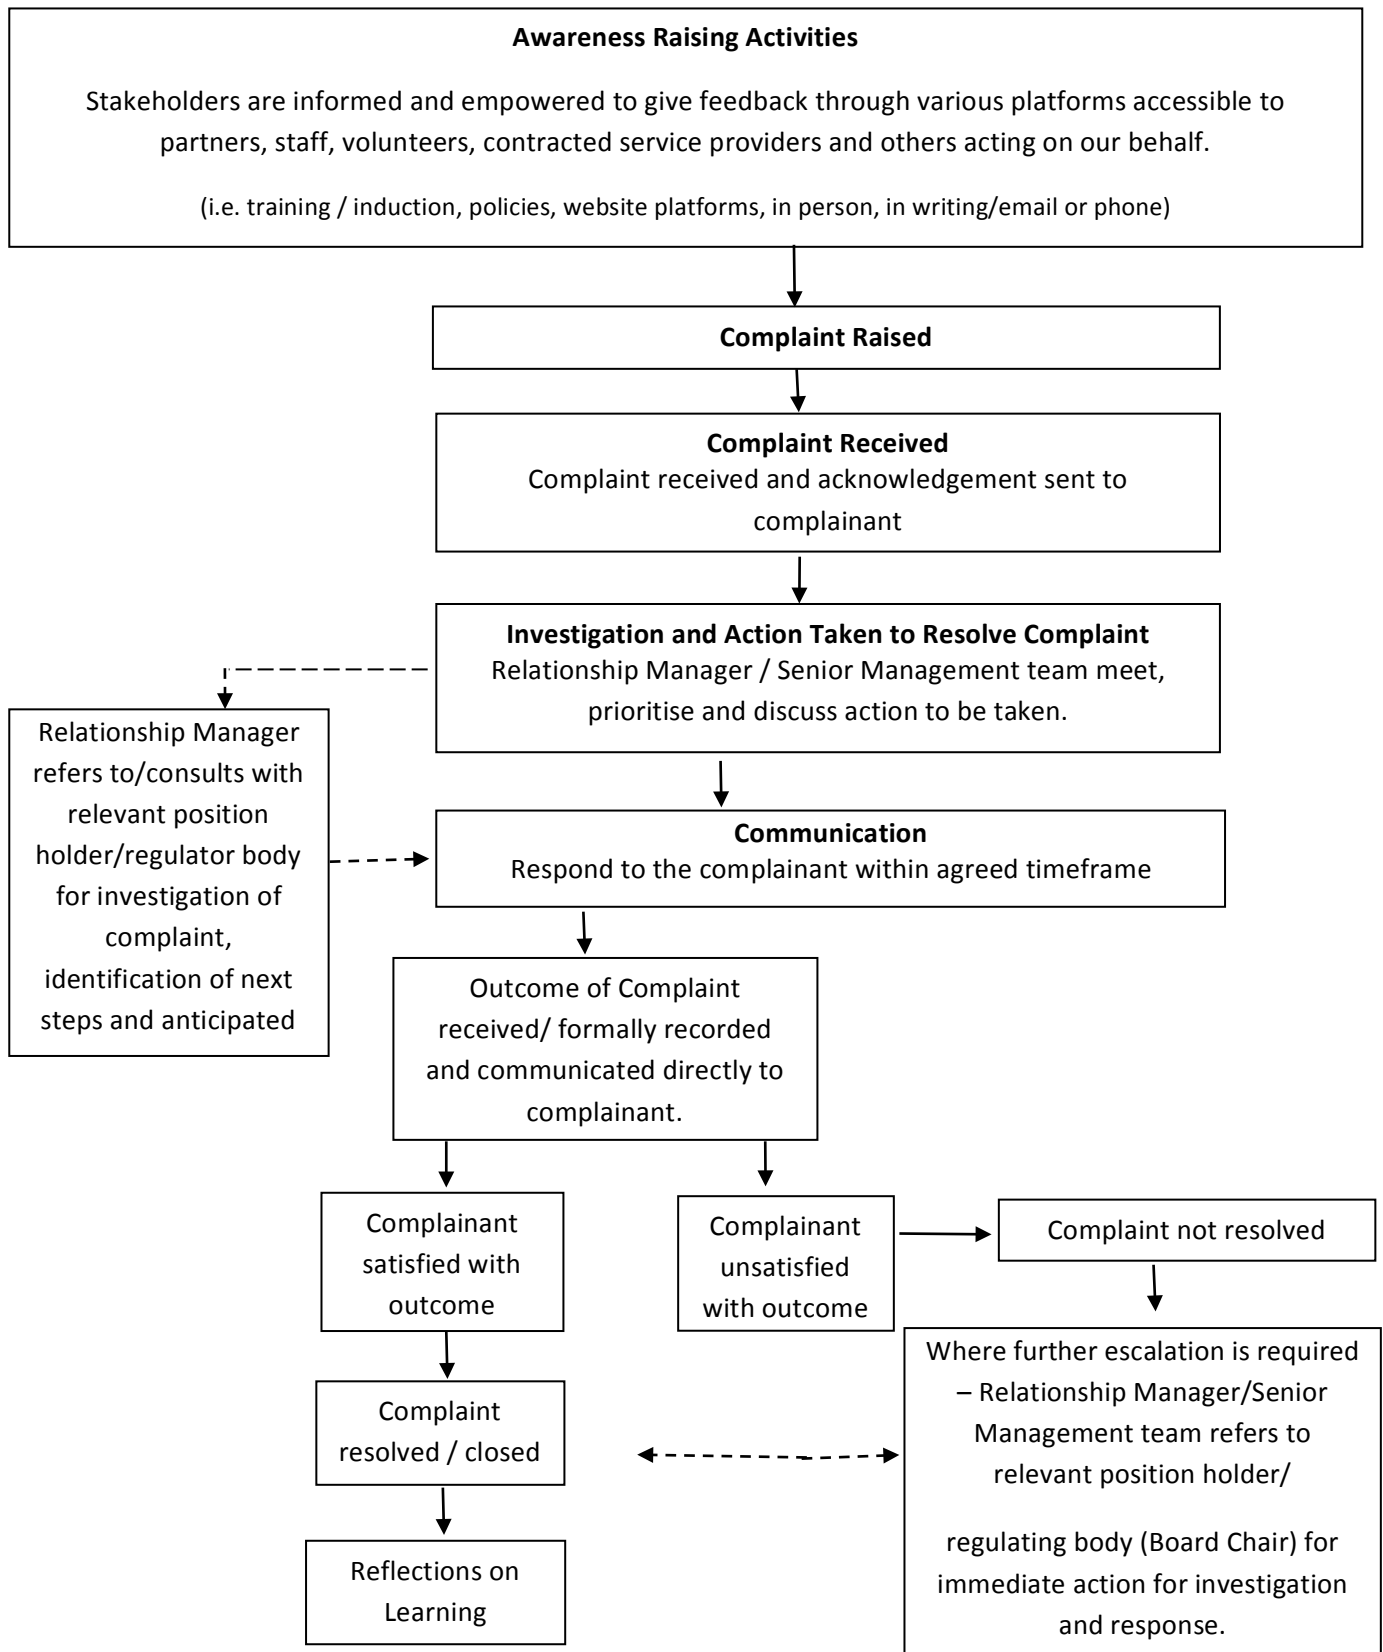 Awareness Raising Activities
Stakeholders are informed and empowered to give feedback through various platforms accessible to
partners, staff, volunteers, contracted service providers and others acting on our behalf.
(i.e. training / induction, policies, website platforms, in person, in writing/email or phone)
Complaint Raised
Complaint Received
Complaint received and acknowledgement sent to
complainant
Investigation and Action Taken to Resolve Complaint
Relationship Manager / Senior Management team meet,
prioritise and discuss action to be taken.
Relationship Manager
refers to/consults with
relevant position
holder/regulator body
for investigation of
complaint,
identification of next
steps and anticipated
Communication
Respond to the complainant within agreed timeframe
Outcome of Complaint
received/ formally recorded
and communicated directly to
complainant.
Complainant
satisfied with
outcome
Complainant
unsatisfied
with outcome
Complaint not resolved
Complaint
resolved / closed
Where further escalation is required
– Relationship Manager/Senior
Management team refers to
relevant position holder/
regulating body (Board Chair) for
immediate action for investigation
and response.
Reflections on
Learning